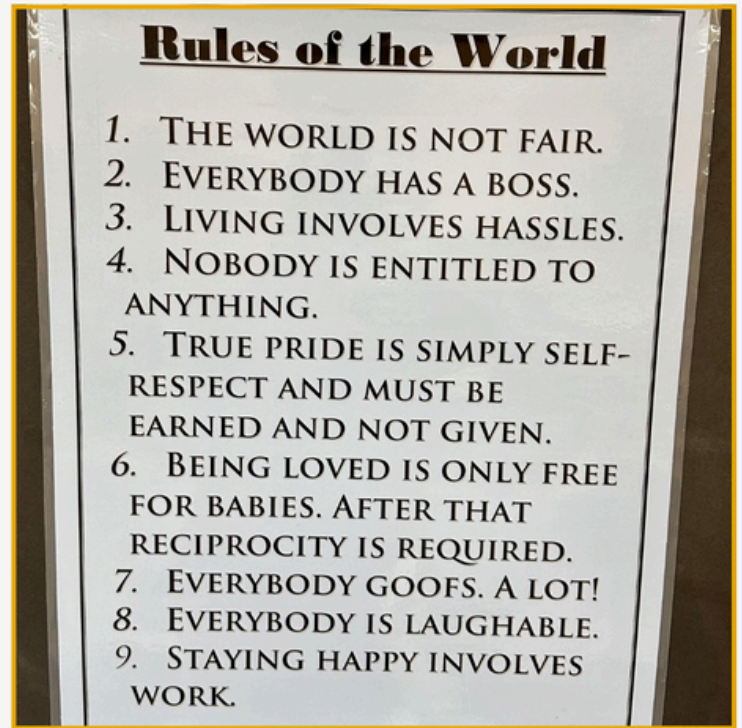 Rules of the World
1. THE WORLD IS NOT FAIR.
2. EVERYBODY HAS A BOSS.
3. LIVING INVOLVES HASSLES.
4. NOBODY IS ENTITLED TO
ANYTHING.
5. TRUE PRIDE IS SIMPLY SELF-
RESPECT AND MUST BE
EARNED AND NOT GIVEN.
6. BEING LOVED IS ONLY FREE
FOR BABIES. AFTER THAT
RECIPROCITY IS REQUIRED.
7. EVERYBODY GOOFS. A LOT!
8. EVERYBODY IS LAUGHABLE.
9. STAYING HAPPY INVOLVES
WORK.